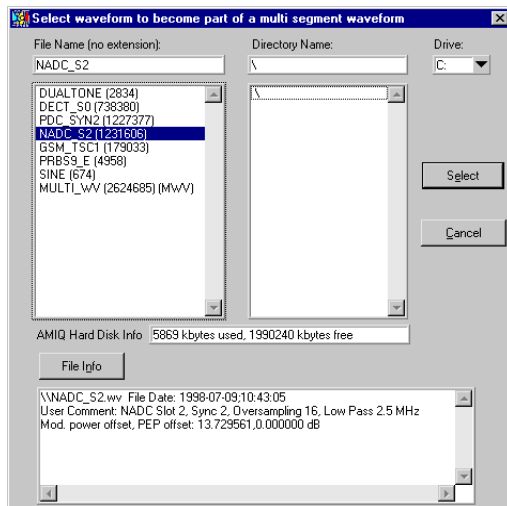 Select waveform to become part of a multi segment waveform
File Name (no extension):
Directory Name:
Drive:
NADC_S2
\
C:
DUALTONE (2834)
DECT_S0 (738380)
PDC_SYN2 (1227377)
NADC_S2 (1231606)
GSM_TSC1 (179033)
PRBS9_E (4958)
SINE (674)
MULTI_WV (2624685) (MWV)
\
Select
Cancel
AMIQ Hard Disk Info
5869 kbytes used, 1990240 kbytes free
File Info
\\NADC_S2.wv File Date: 1998-07-09;10:43:05
User Comment: NADC Slot 2, Sync 2, Oversampling 16, Low Pass 2.5 MHz
Mod. power offset, PEP offset: 13.729561,0.000000 dB